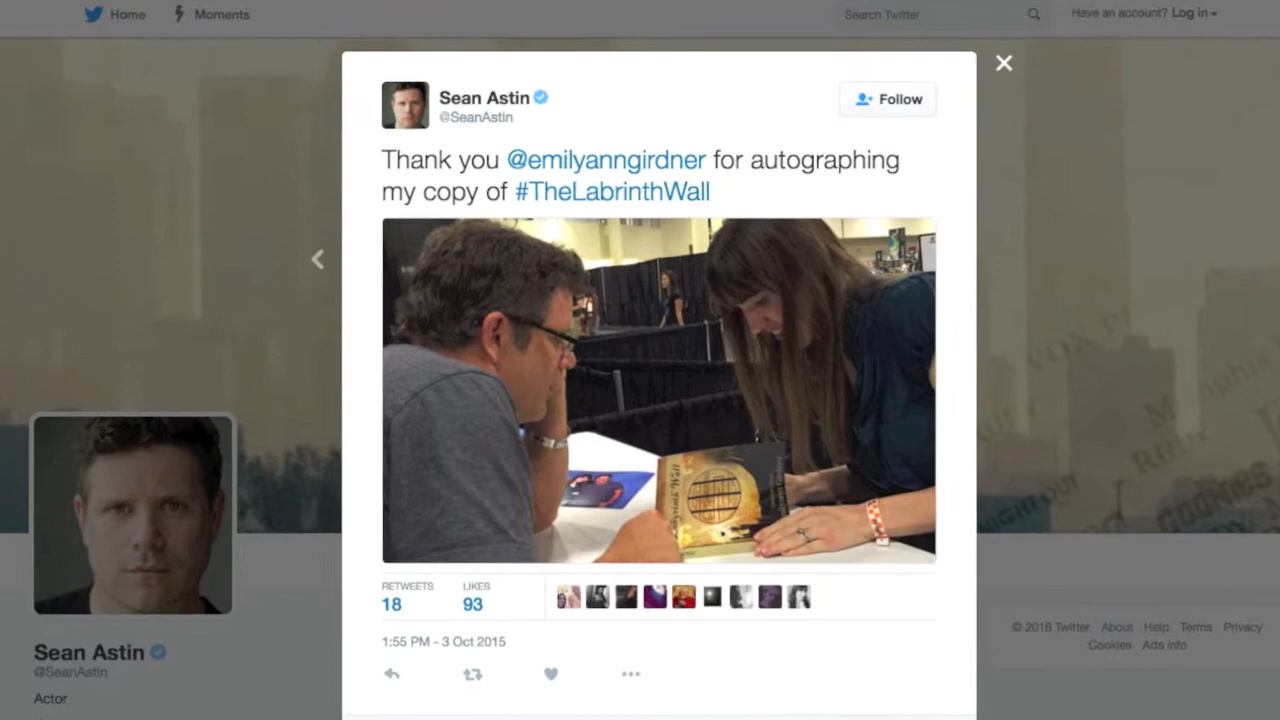 Home
Moments
Search Twitter
Have an account? Log in
Sean Astin
@SeanAstin
Follow
Thank you @emilyanngirdner for autographing
my copy of #TheLabrinthWall
RETWEETS
18
LIKES
93
1:55 PM - 3 Oct 2015
Sean Astin
@SeanAstin
Actor
© 2016 Twitter About Help Terms Privacy
Cookies Ads info
VOX
COOKIES